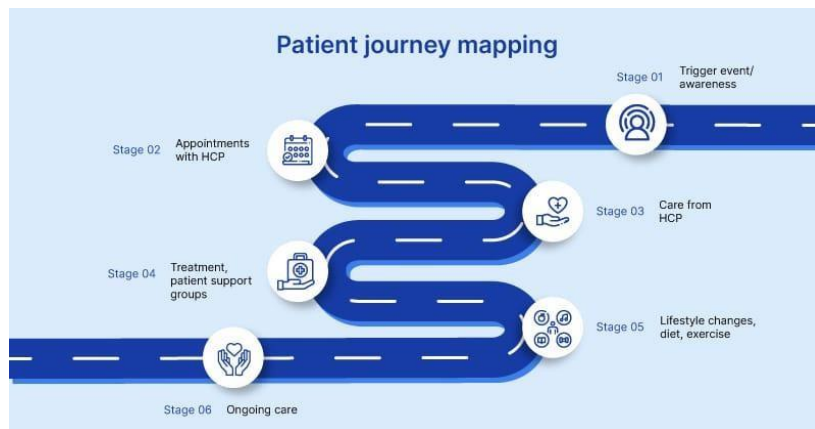 Patient journey mapping
Stage 01
Trigger event/
awareness
Stage 02
Appointments
with HCP
Stage 03
Care from
HCP
Stage 04
Treatment,
patient support
groups
Stage 05
Lifestyle changes,
diet, exercise
Stage 06
Ongoing care